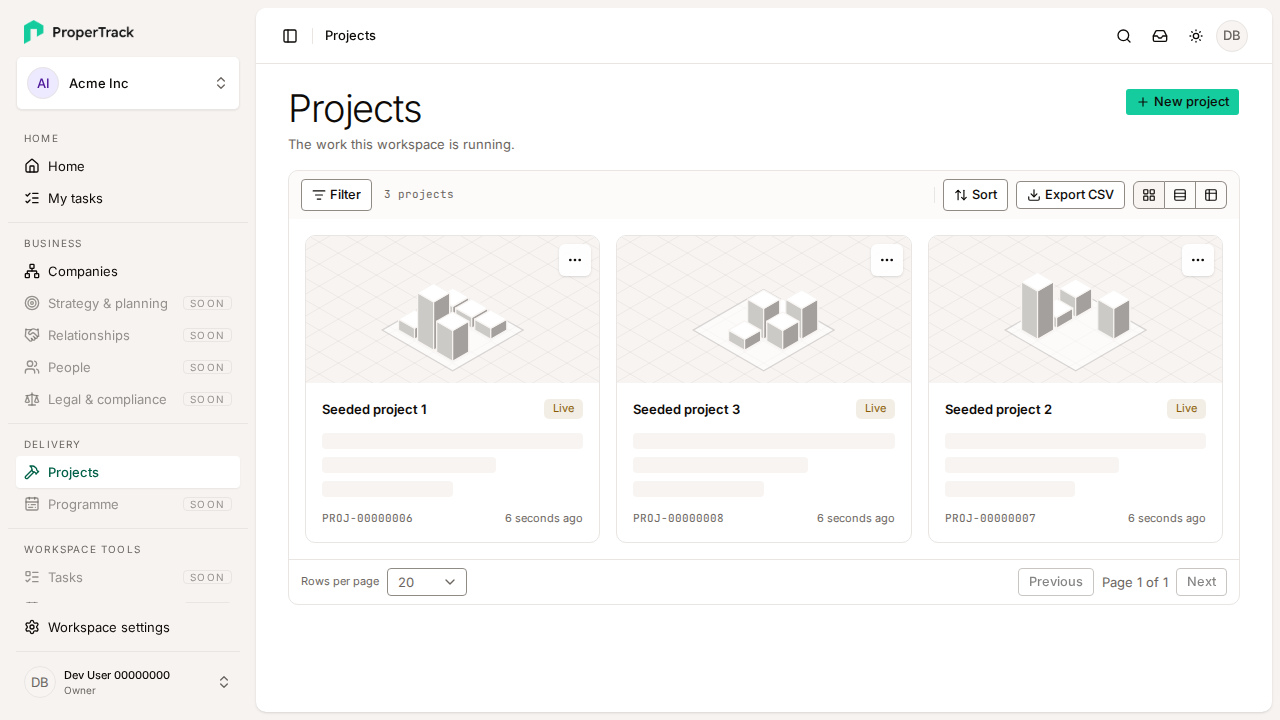 ProperTrack
AI
Acme Inc
HOME
Home
My tasks
BUSINESS
Companies
Strategy & planning SOON
Relationships SOON
People SOON
Legal & compliance SOON
DELIVERY
Projects
Programme SOON
WORKSPACE TOOLS
Tasks SOON
Workspace settings
DB
Dev User 00000000
Owner
Projects
DB
Projects
New project
The work this workspace is running.
Filter
3 projects
Sort
Export CSV
Seeded project 1 Live
PROJ-00000006 6 seconds ago
Seeded project 3 Live
PROJ-00000008 6 seconds ago
Seeded project 2 Live
PROJ-00000007 6 seconds ago
Rows per page 20
Previous Page 1 of 1 Next